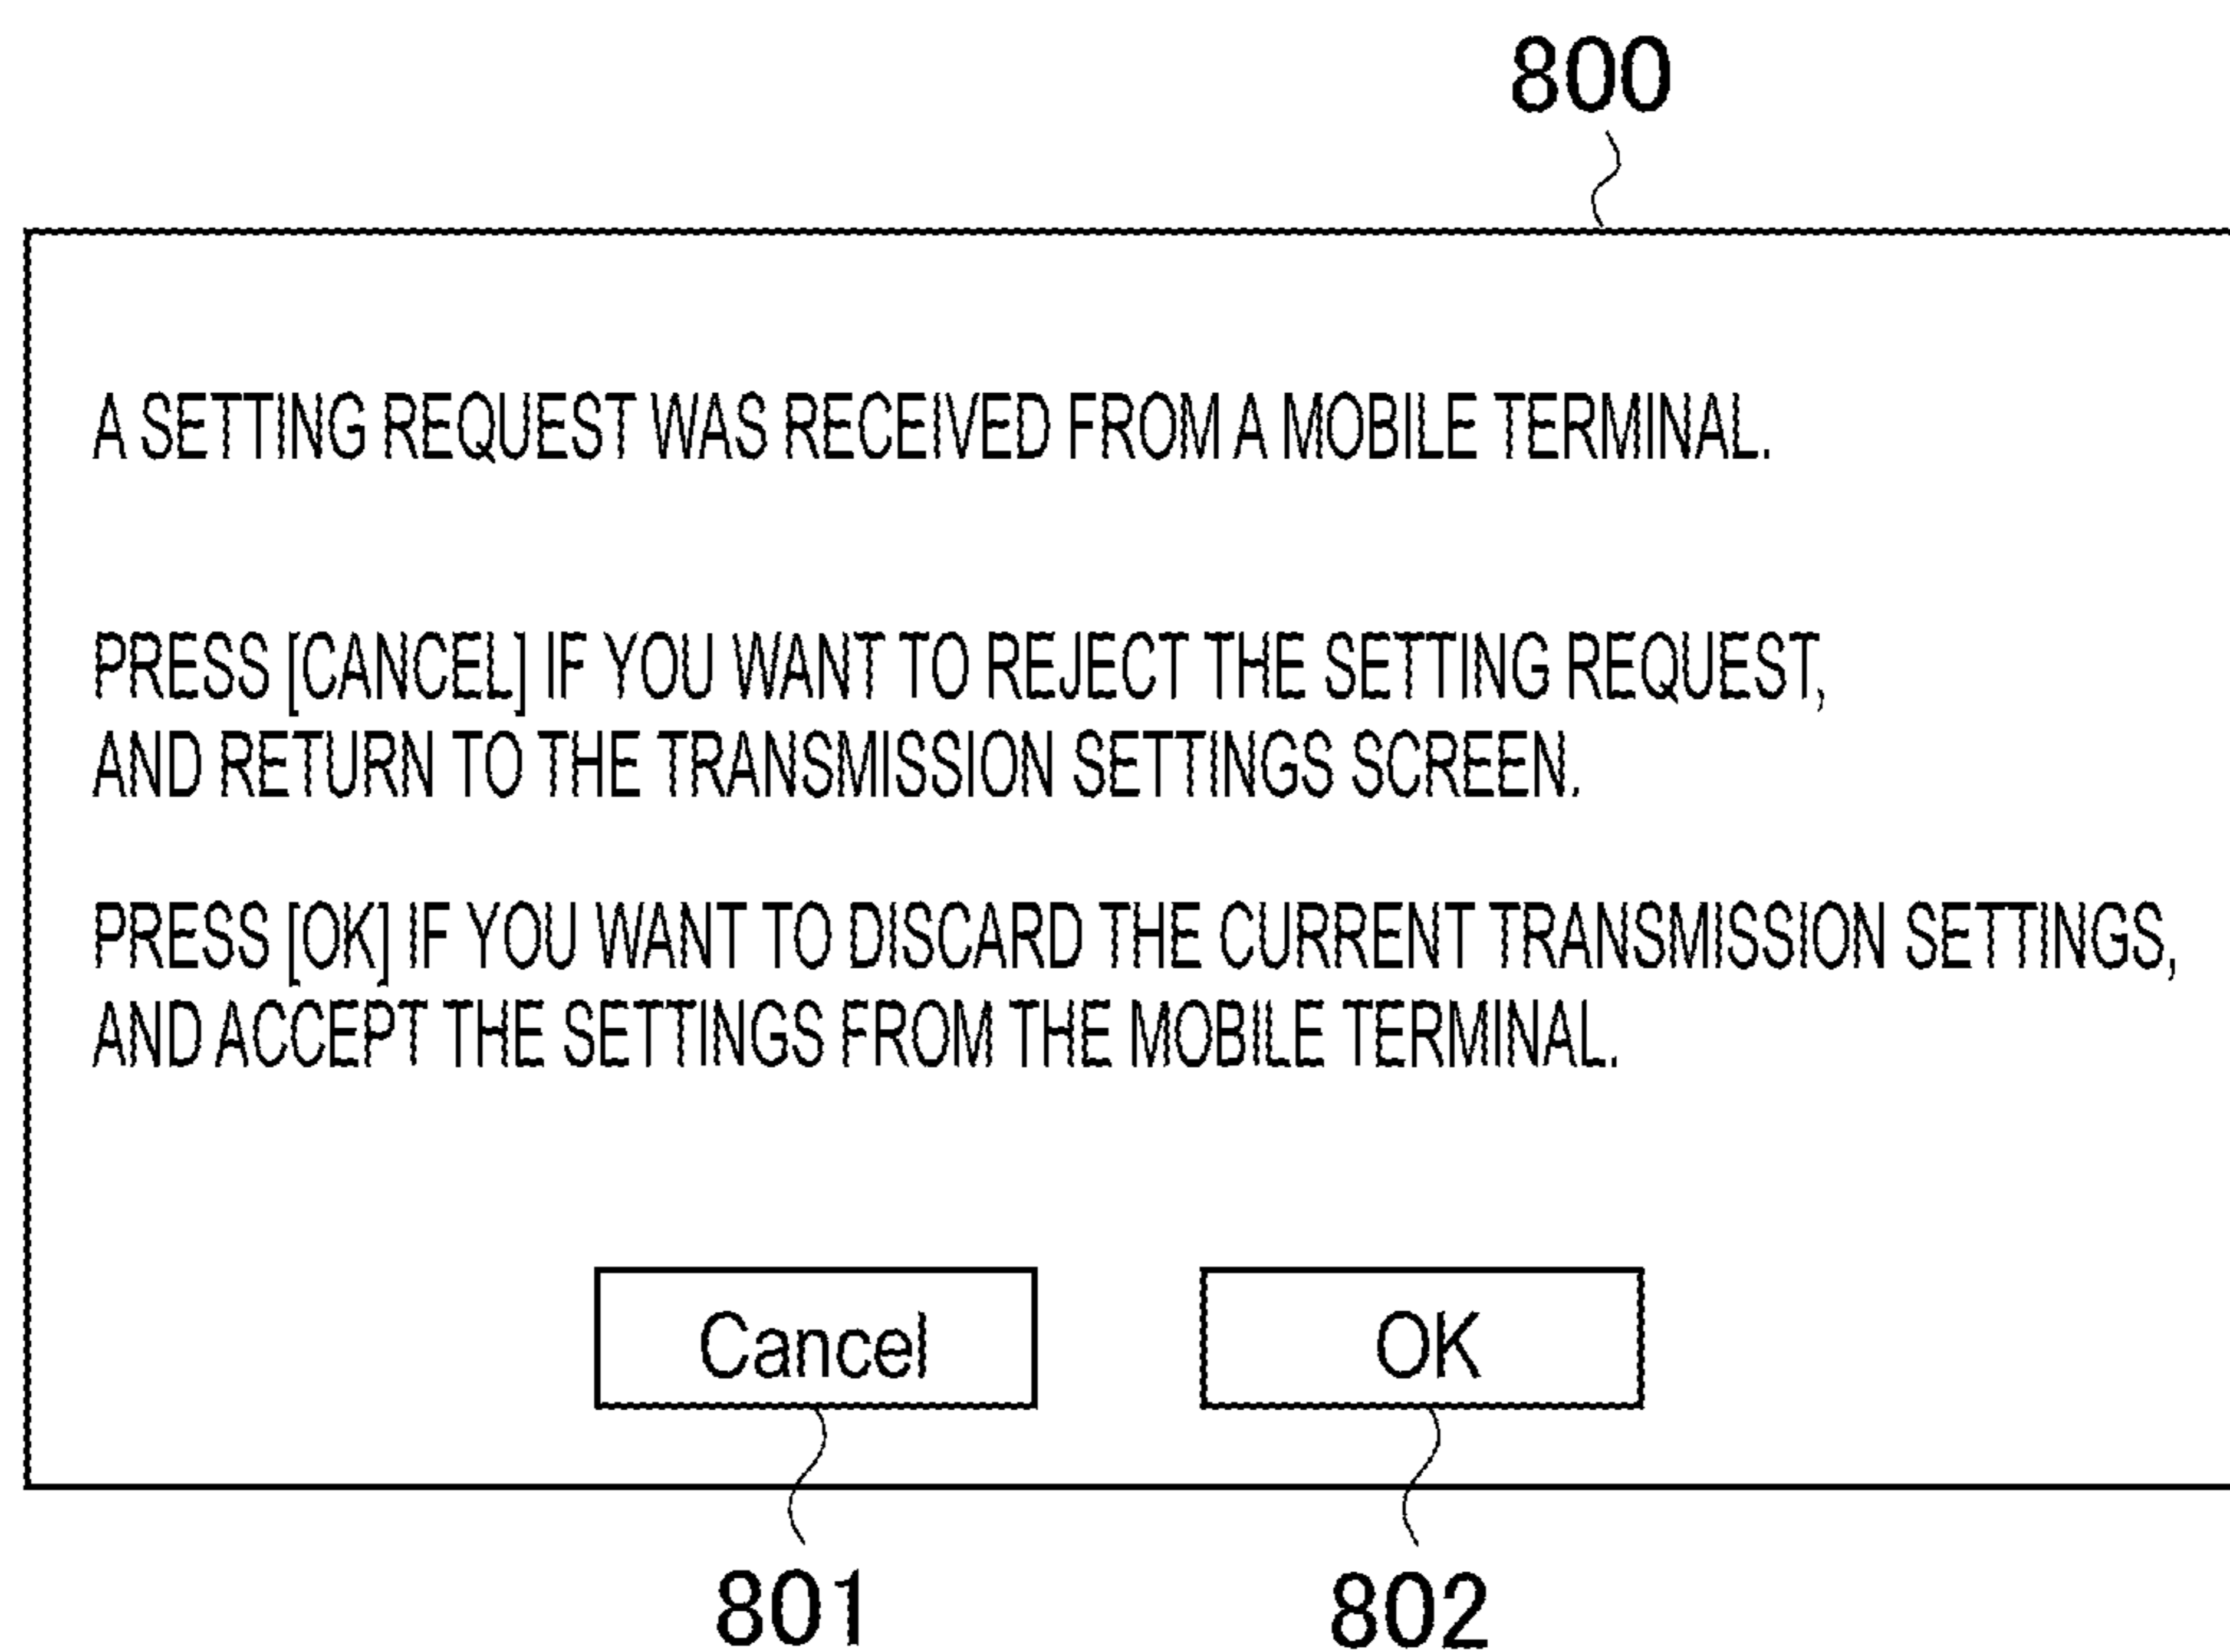 800
A SETTING REQUEST WAS RECEIVED FROM A MOBILE TERMINAL.
PRESS [CANCEL] IF YOU WANT TO REJECT THE SETTING REQUEST,
AND RETURN TO THE TRANSMISSION SETTINGS SCREEN.
PRESS [OK] IF YOU WANT TO DISCARD THE CURRENT TRANSMISSION SETTINGS,
AND ACCEPT THE SETTINGS FROM THE MOBILE TERMINAL.
Cancel OK
801 802